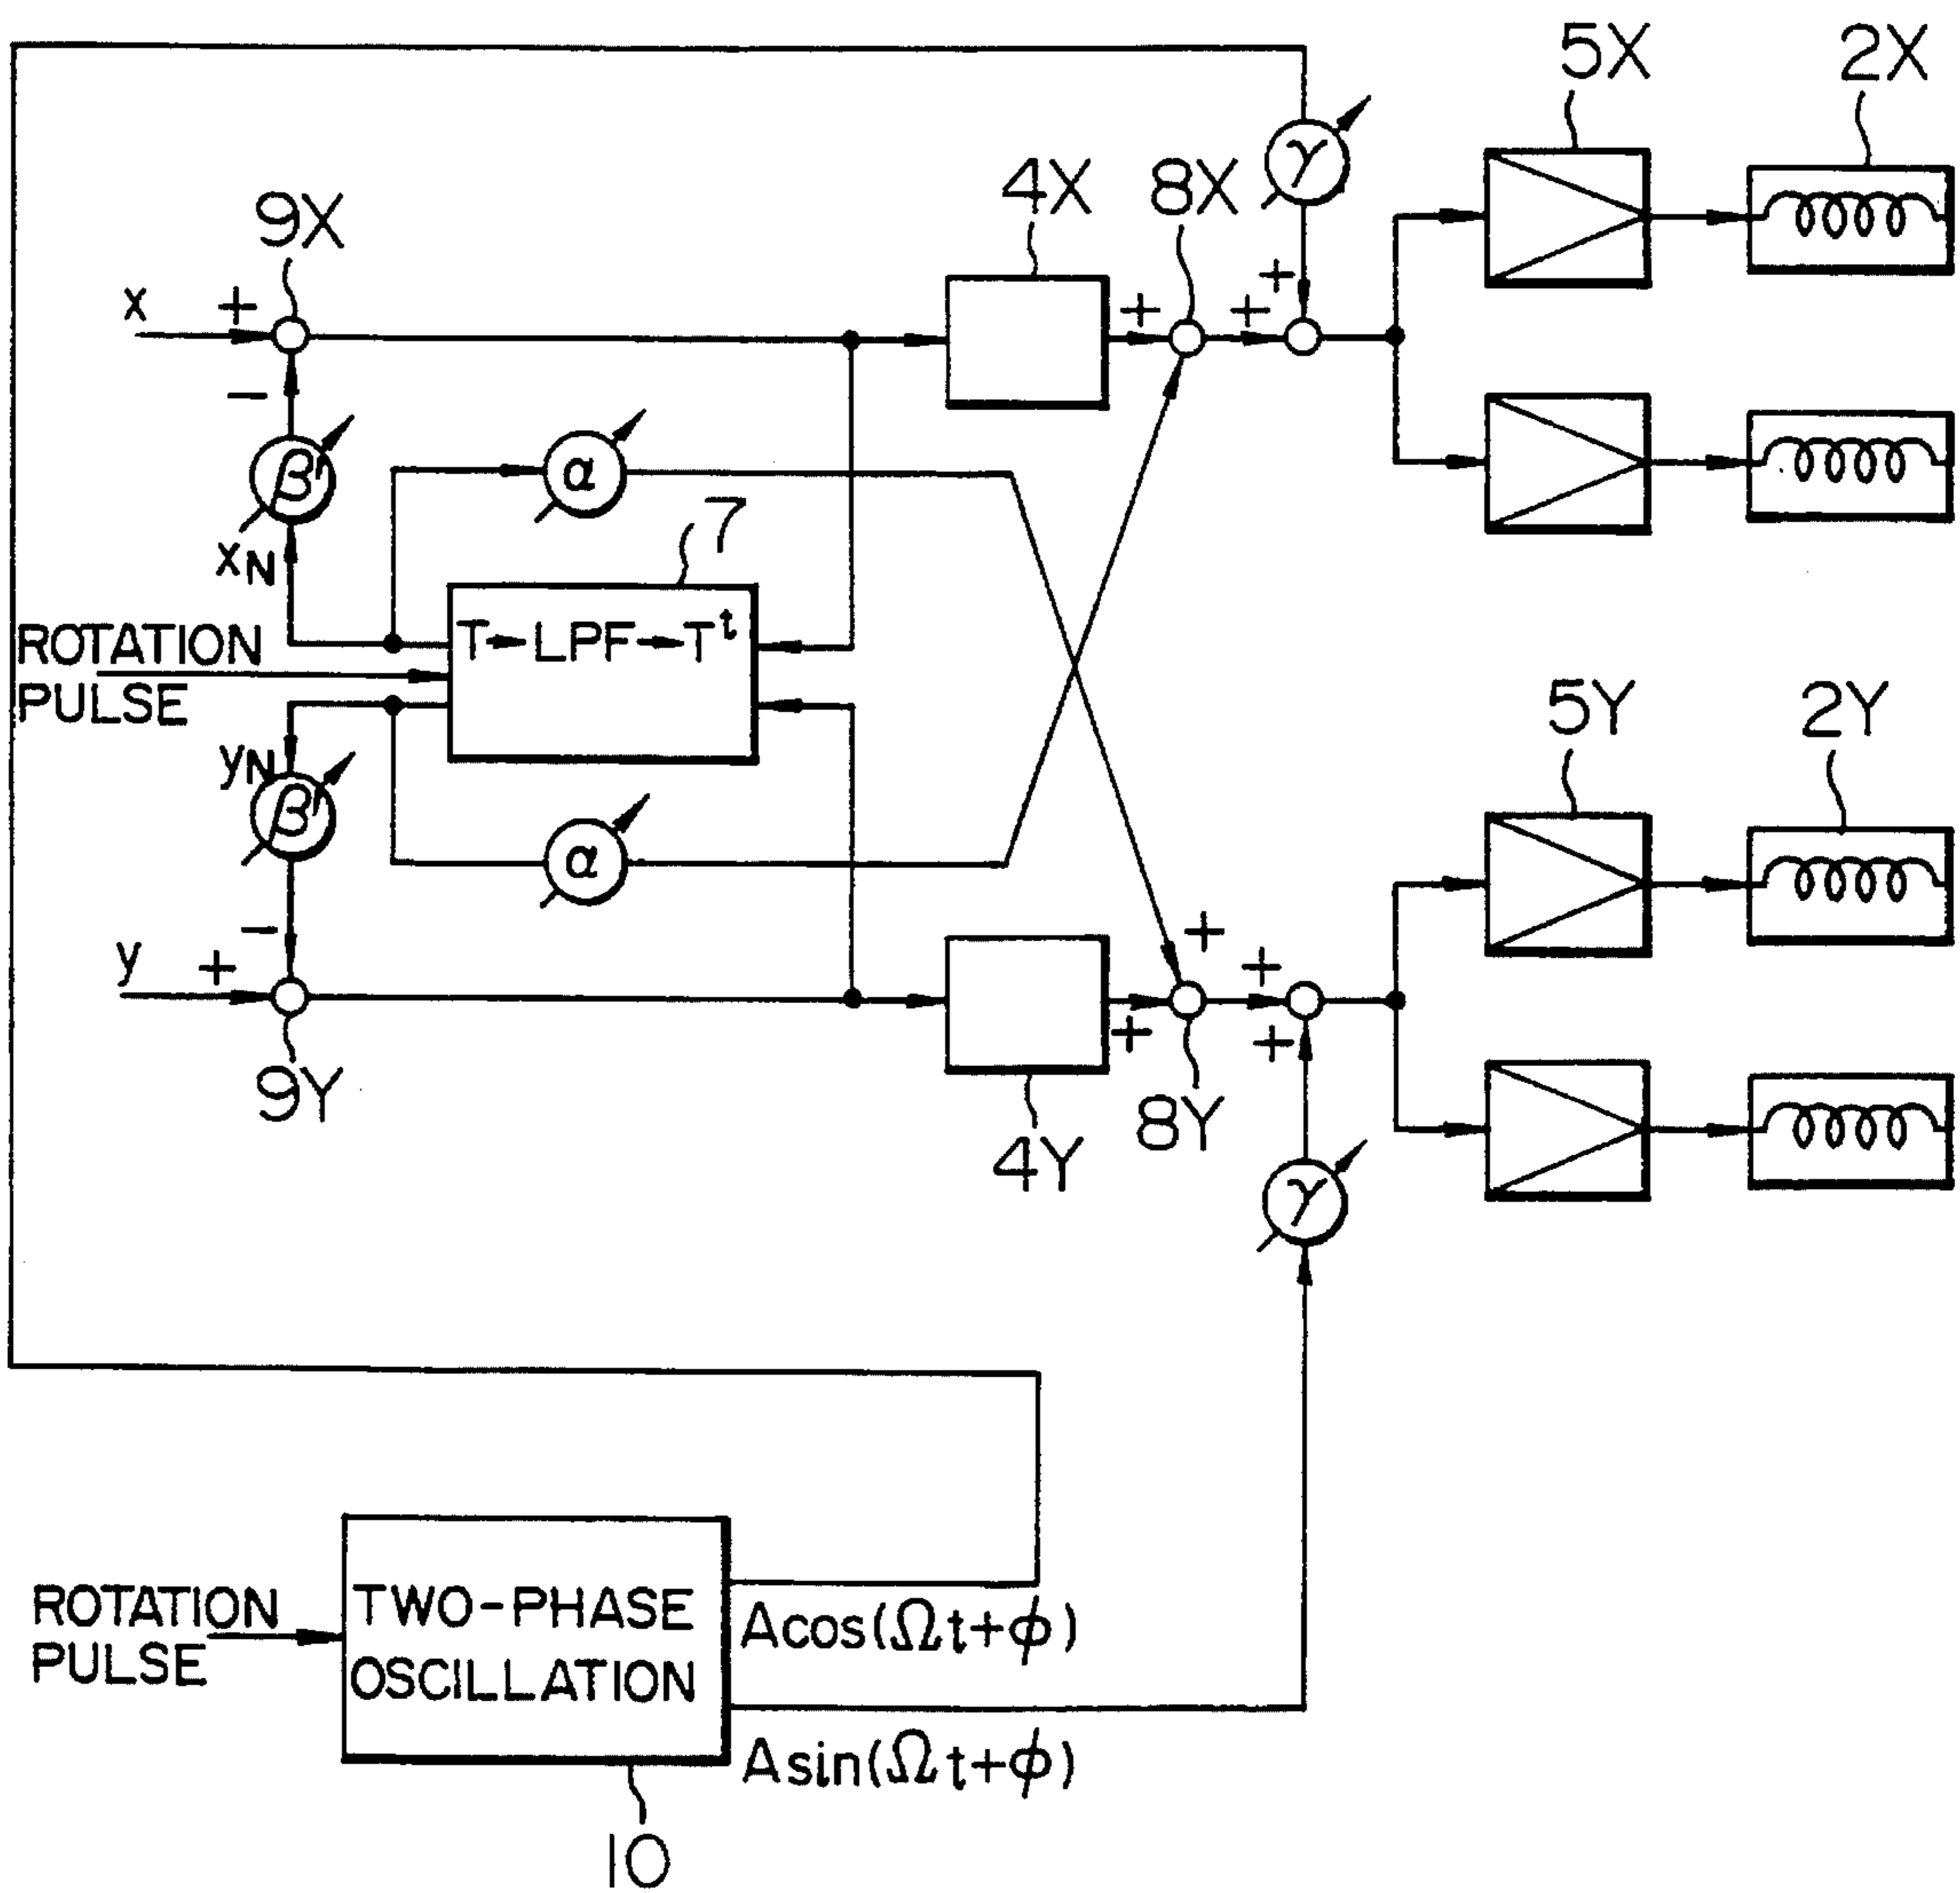 5X
2X
γ
4X
8X
9X
x
+
+
+
+
−
β'
α
xN
7
T→LPF→Tᵗ
ROTATION
PULSE
yN
β'
α
5Y
2Y
−
y
+
+
+
+
+
9Y
4Y
8Y
γ
ROTATION
PULSE
TWO-PHASE
OSCILLATION
Acos(Ωt+ϕ)
Asin(Ωt+ϕ)
10